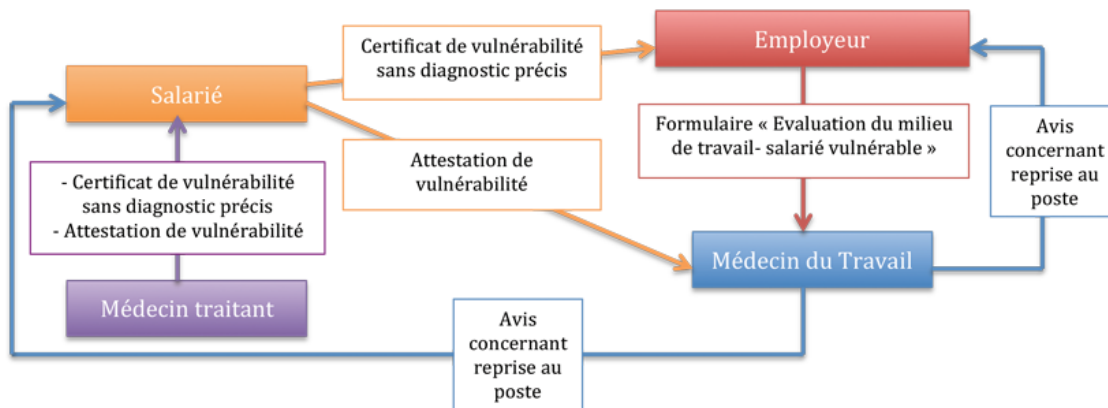 Certificat de vulnérabilité
sans diagnostic précis
Employeur
Salarié
Formulaire « Evaluation du milieu
de travail- salarié vulnérable »
Avis
concernant
reprise au
poste
Attestation de
vulnérabilité
- Certificat de vulnérabilité
sans diagnostic précis
- Attestation de vulnérabilité
Médecin du Travail
Médecin traitant
Avis
concernant
reprise au
poste